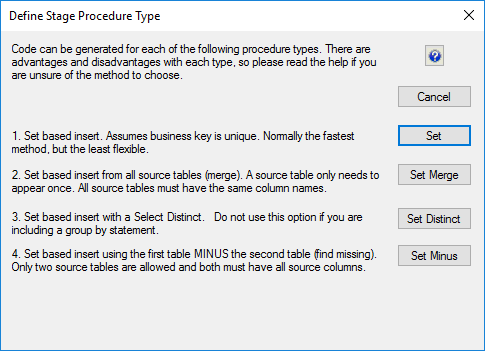 Define Stage Procedure Type
Code can be generated for each of the following procedure types. There are
advantages and disadvantages with each type, so please read the help if you
are unsure of the method to choose.
Cancel
1. Set based insert. Assumes business key is unique. Normally the fastest
method, but the least flexible.
Set
2. Set based insert from all source tables (merge). A source table only needs to
appear once. All source tables must have the same column names.
Set Merge
3. Set based insert with a Select Distinct. Do not use this option if you are
including a group by statement.
Set Distinct
4. Set based insert using the first table MINUS the second table (find missing).
Only two source tables are allowed and both must have all source columns.
Set Minus